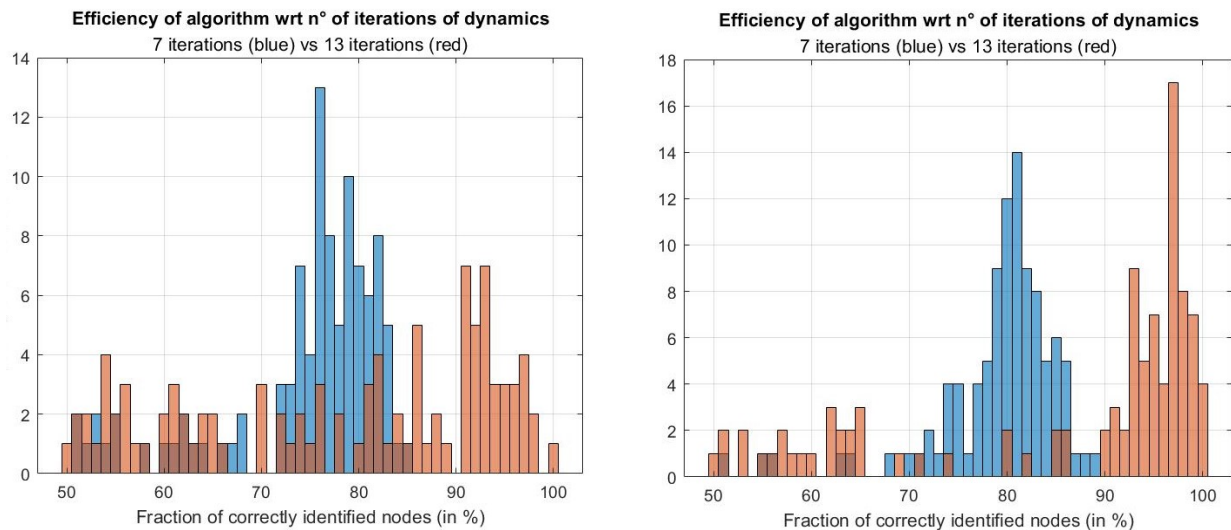 Efficiency of algorithm wrt n° of iterations of dynamics
7 iterations (blue) vs 13 iterations (red)
14
12
10
8
6
4
2
0
50 60 70 80 90 100
Fraction of correctly identified nodes (in %)
Efficiency of algorithm wrt n° of iterations of dynamics
7 iterations (blue) vs 13 iterations (red)
18
16
14
12
10
8
6
4
2
0
50 60 70 80 90 100
Fraction of correctly identified nodes (in %)